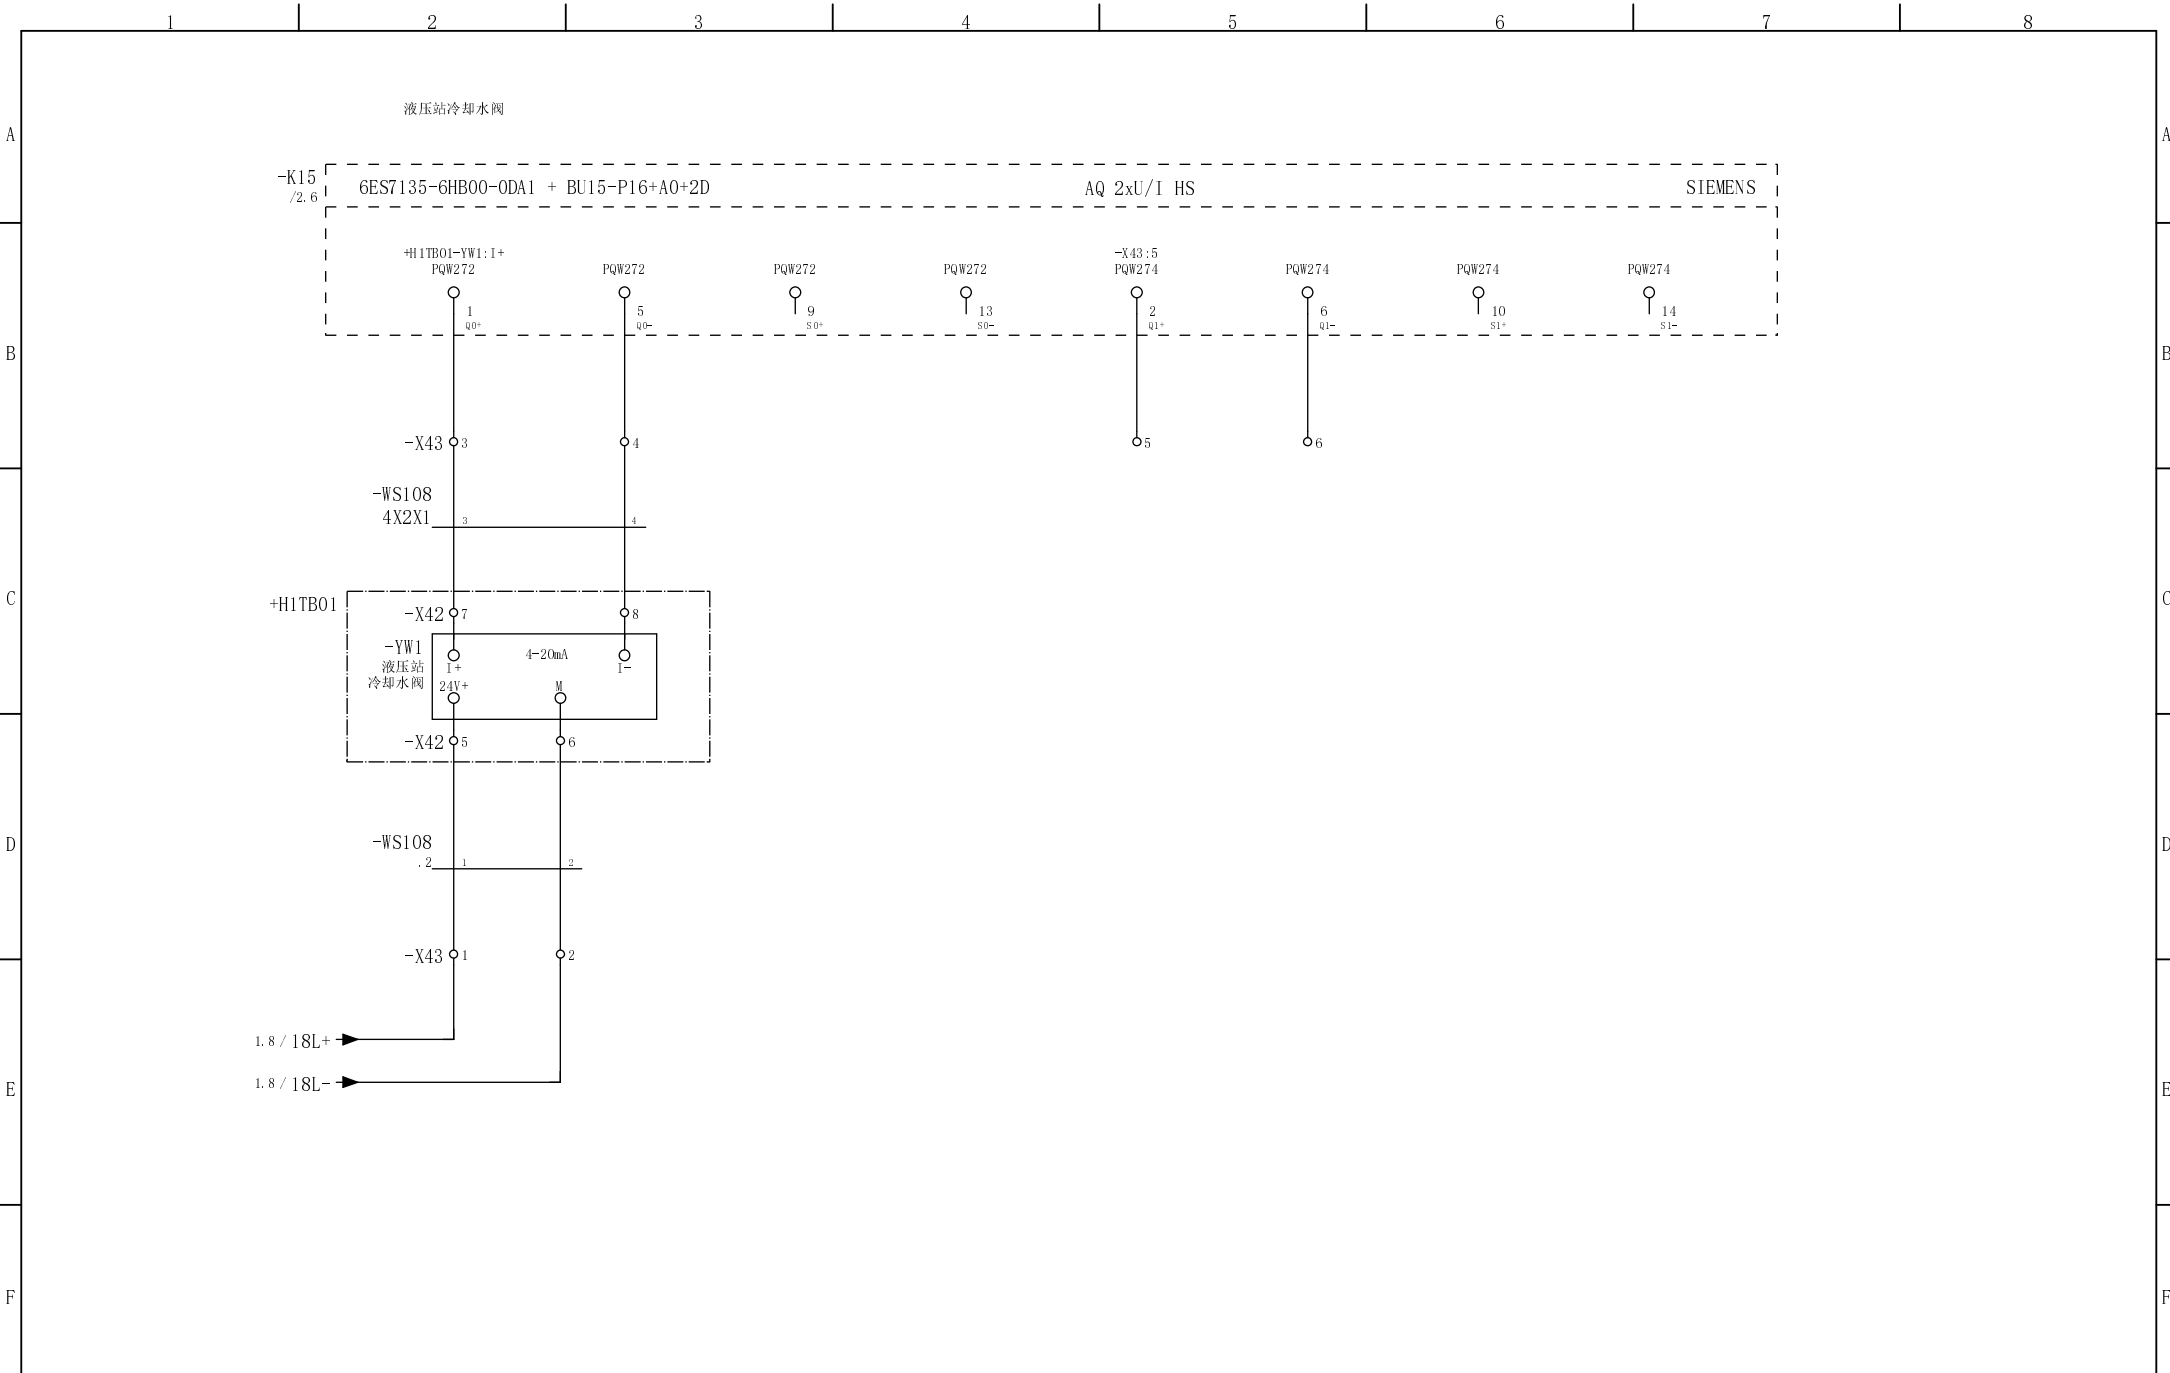 1 2 3 4 5 6 7 8
液压站冷却水阀
A A
-K15
/2.6
6ES7135-6HB00-0DA1 + BU15-P16+A0+2D AQ 2xU/I HS SIEMENS
+H1TB01-YW1:I+ -X43:5
PQW272 PQW272 PQW272 PQW272 PQW274 PQW274 PQW274 PQW274
1 5 9 13 2 6 10 14
Q0+ Q0- S0+ S0- Q1+ Q1- S1+ S1-
B B
-X43 3 4 5 6
-WS108
4X2X1 3 4
C C
+H1TB01
-X42 7 8
-YW1
液压站
冷却水阀
4-20mA
I+ I-
24V+ M
-X42 5 6
D D
-WS108
.2 1 2
-X43 1 2
1.8 / 18L+
1.8 / 18L-
E E
F F